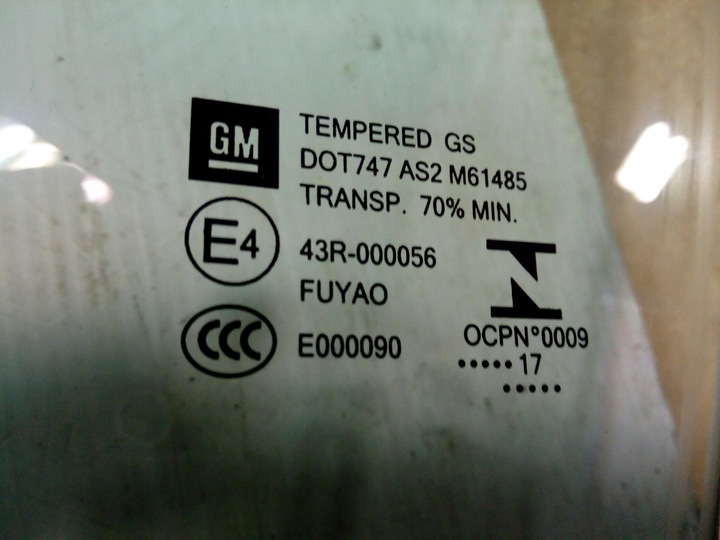 GM
TEMPERED GS
DOT747 AS2 M61485
TRANSP. 70% MIN.
E4
43R-000056
FUYAO
CCC
E000090
OCPN°0009
•••••17
•••••